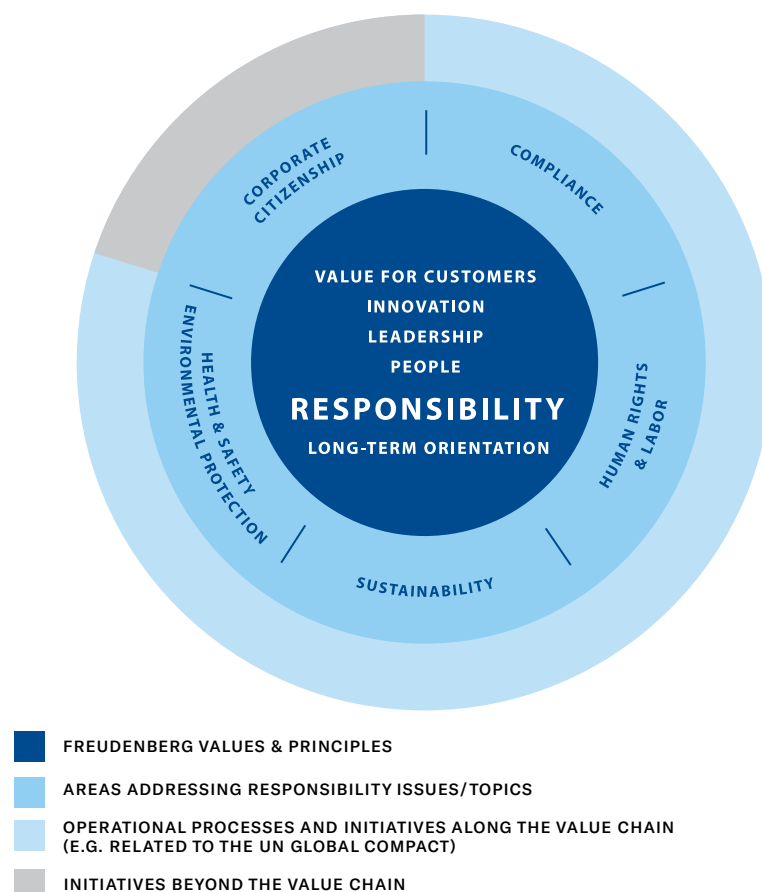 CORPORATE
CITIZENSHIP
COMPLIANCE
VALUE FOR CUSTOMERS
INNOVATION
LEADERSHIP
PEOPLE
RESPONSIBILITY
LONG-TERM ORIENTATION
HEALTH & SAFETY
ENVIRONMENTAL PROTECTION
HUMAN RIGHTS
& LABOR
SUSTAINABILITY
FREUDENBERG VALUES & PRINCIPLES
AREAS ADDRESSING RESPONSIBILITY ISSUES/TOPICS
OPERATIONAL PROCESSES AND INITIATIVES ALONG THE VALUE CHAIN
(E.G. RELATED TO THE UN GLOBAL COMPACT)
INITIATIVES BEYOND THE VALUE CHAIN